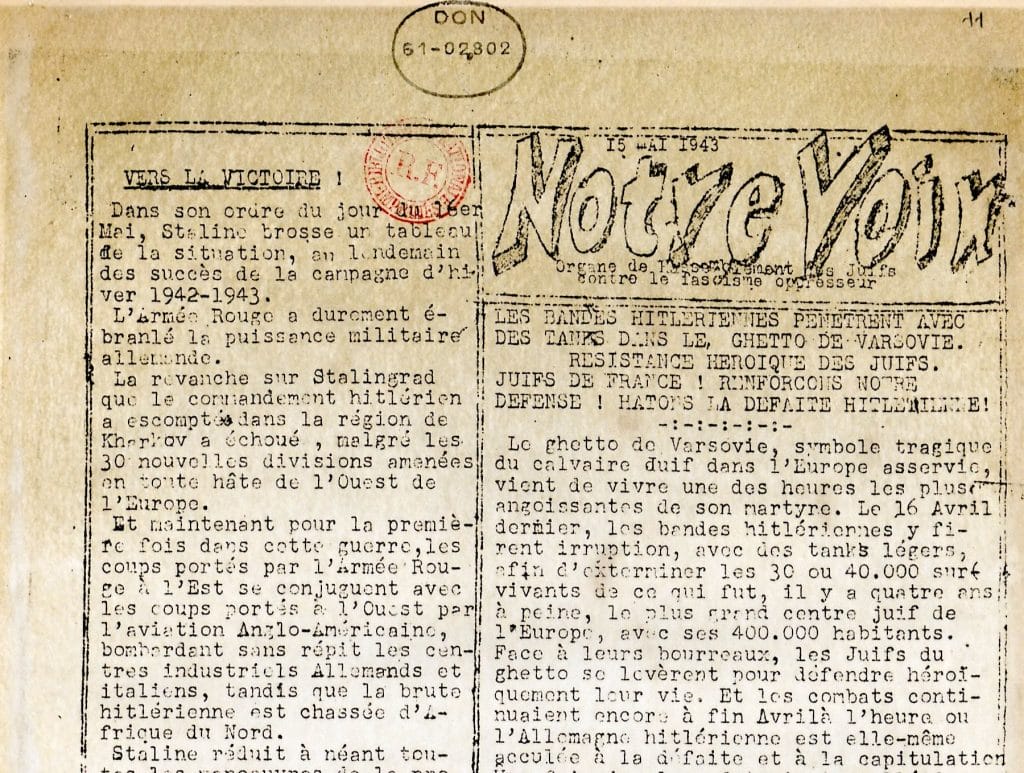 DON
61-02302
11
VERS LA VICTOIRE !
Dans son ordre du jour du 1er
Mai, Staline brosse un tableau
de la situation, au lendemain
des succès de la campagne d'hi-
ver 1942-1943.
L'Armée Rouge a durement é-
branlé la puissance militaire
allemande.
La revanche sur Stalingrad
que le commandement hitlérien
a escompté dans la région de
Kharkov a échoué , malgré les
30 nouvelles divisions amenées
en toute hâte de l'Ouest de
l'Europe.
Et maintenant pour la premiè-
re fois dans cette guerre,les
coups portés par l'Armée Rou-
ge à l'Est se conjuguent avec
les coups portés à l'Ouest par
l'aviation Anglo-Américaine,
bombardant sans répit les cen-
tres industriels Allemands et
italiens, tandis que la brute
hitlérienne est chassée d'A-
frique du Nord.
Staline réduit à néant tou-
tes les manoeuvres de la pro
R.F
15 MAI 1943
Notre Voix
Organe de Rassemblement des Juifs
contre le fascisme oppresseur
LES BANDES HITLERIENNES PENETRENT AVEC
DES TANKS DANS LE, GHETTO DE VARSOVIE.
RESISTANCE HEROIQUE DES JUIFS.
JUIFS DE FRANCE ! RENFORCONS NOTRE
DEFENSE ! HATONS LA DEFAITE HITLERIENNE!
-:-:-:-:-:-
Le ghetto de Varsovie, symbole tragique
du calvaire Juif dans l'Europe asservie,
vient de vivre une des heures les plus
angoissantes de son martyre. Le 16 Avril
dernier, les bandes hitlériennes y fi-
rent irruption, avec des tanks légers,
afin d'exterminer les 30 ou 40.000 sur-
vivants de ce qui fut, il y a quatre ans
à peine, le plus grand centre juif de
l'Europe, avec ses 400.000 habitants.
Face à leurs bourreaux, les Juifs du
ghetto se levèrent pour défendre héroï-
quement leur vie. Et les combats conti-
nuaient encore à fin Avrilà l'heure ou
l'Allemagne hitlérienne est elle-même
acculée à la défaite et à la capitulation